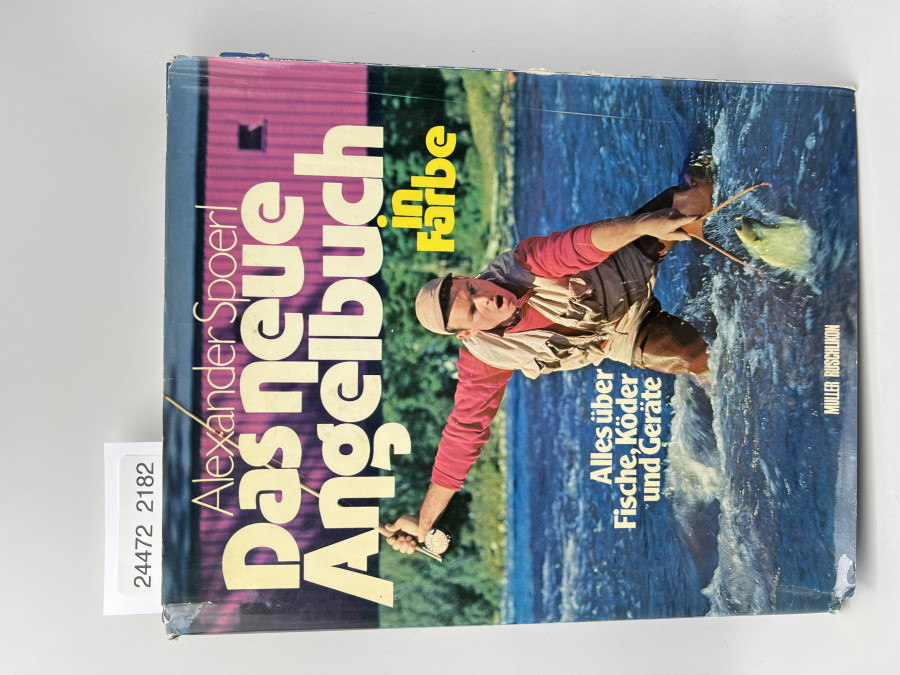 Alexander Spoerl
Das neue
Angelbuch
in
Farbe
Alles über
Fische, Köder
und Geräte
MÜLLER RÜSCHLIKON
24472 2182